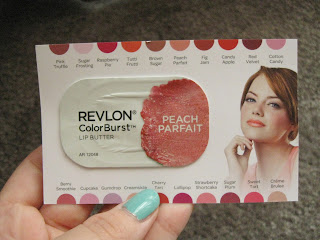 Pink Truffle
Sugar Frosting
Raspberry Pie
Tutti Frutti
Brown Sugar
Peach Parfait
Fig Jam
Candy Apple
Red Velvet
Cotton Candy
REVLON®
ColorBurst™
LIP BUTTER
PEACH
PARFAIT
Berry Smoothie
Cupcake
Gumdrop
Creamsicle
Cherry Tart
Lollipop
Strawberry Shortcake
Sugar Plum
Sweet Tart
Crème Brulee